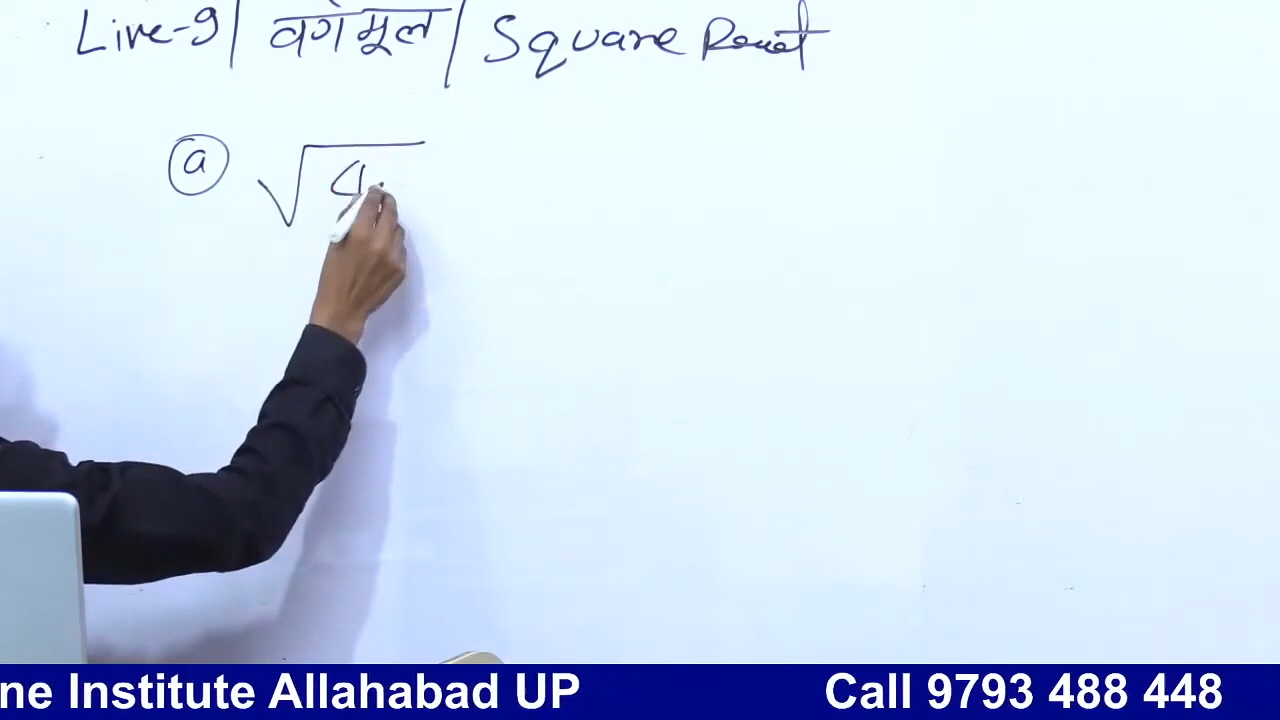 Live-9 | वर्गमूल | Square Root
(a) √4
ne Institute Allahabad UP Call 9793 488 448